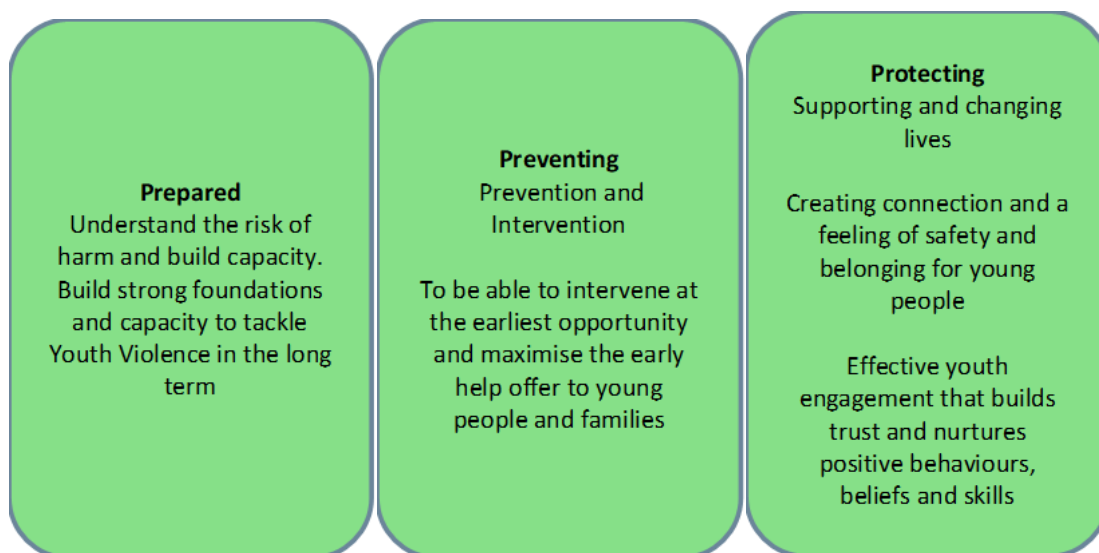 Prepared
Understand the risk of
harm and build capacity.
Build strong foundations
and capacity to tackle
Youth Violence in the long
term
Preventing
Prevention and
Intervention
To be able to intervene at
the earliest opportunity
and maximise the early
help offer to young
people and families
Protecting
Supporting and changing
lives
Creating connection and a
feeling of safety and
belonging for young
people
Effective youth
engagement that builds
trust and nurtures
positive behaviours,
beliefs and skills